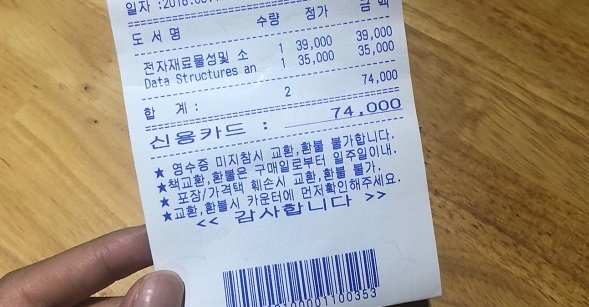 일자 :2018.
도 서 명 수량 정가 금 액
전자재료물성및 소 1 39,000 39,000
Data Structures an 1 35,000 35,000
합 계 : 2 74,000
신용카드 : 74,000
★ 영수증 미지참시 교환,환불 불가합니다.
★책교환,환불은 구매일로부터 일주일이내.
★ 포장/가격택 훼손시 교환,환불 불가.
★교환,환불시 카운터에 먼저확인해주세요.
<< 감사합니다 >>
00001100353